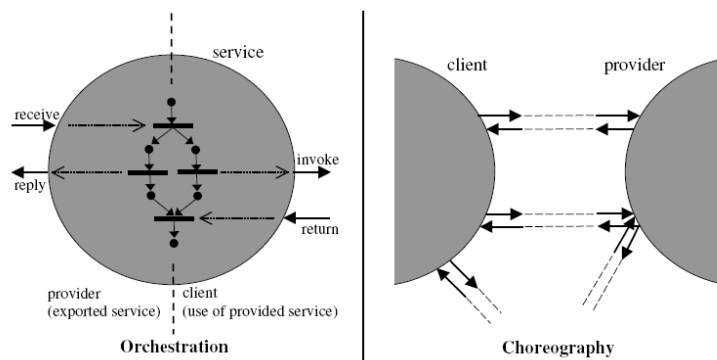 service
receive
reply
invoke
return
provider
(exported service)
client
(use of provided service)
Orchestration
client
provider
Choreography